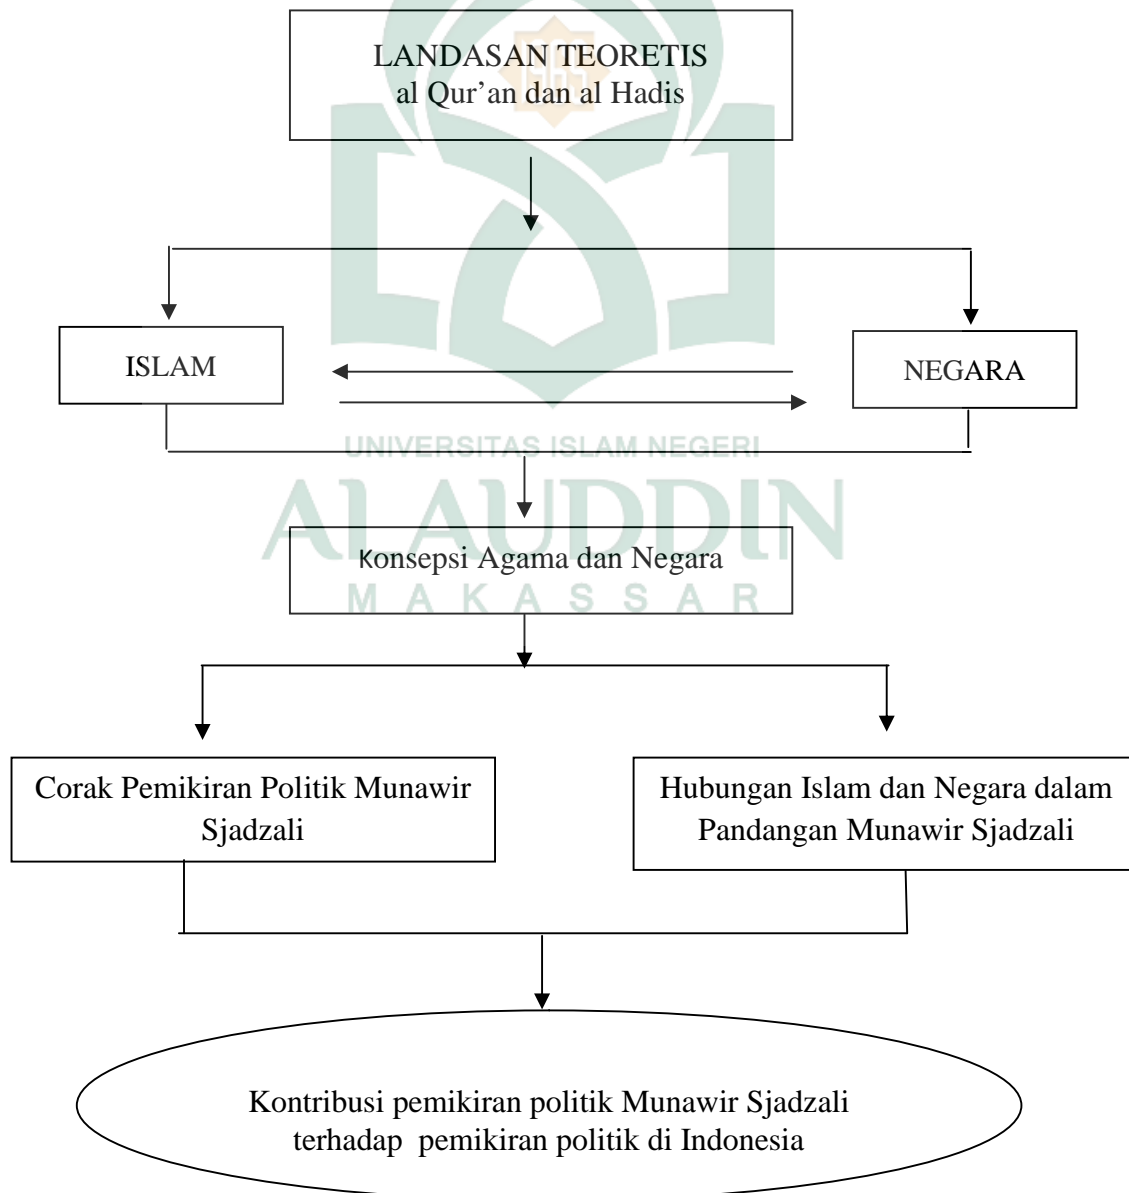 LANDASAN TEORETIS
al Qur’an dan al Hadis
1965
ISLAM
NEGARA
UNIVERSITAS ISLAM NEGERI
ALAUDDIN
Konsepsi Agama dan Negara
MAKASSAR
Corak Pemikiran Politik Munawir
Sjadzali
Hubungan Islam dan Negara dalam
Pandangan Munawir Sjadzali
Kontribusi pemikiran politik Munawir Sjadzali
terhadap pemikiran politik di Indonesia